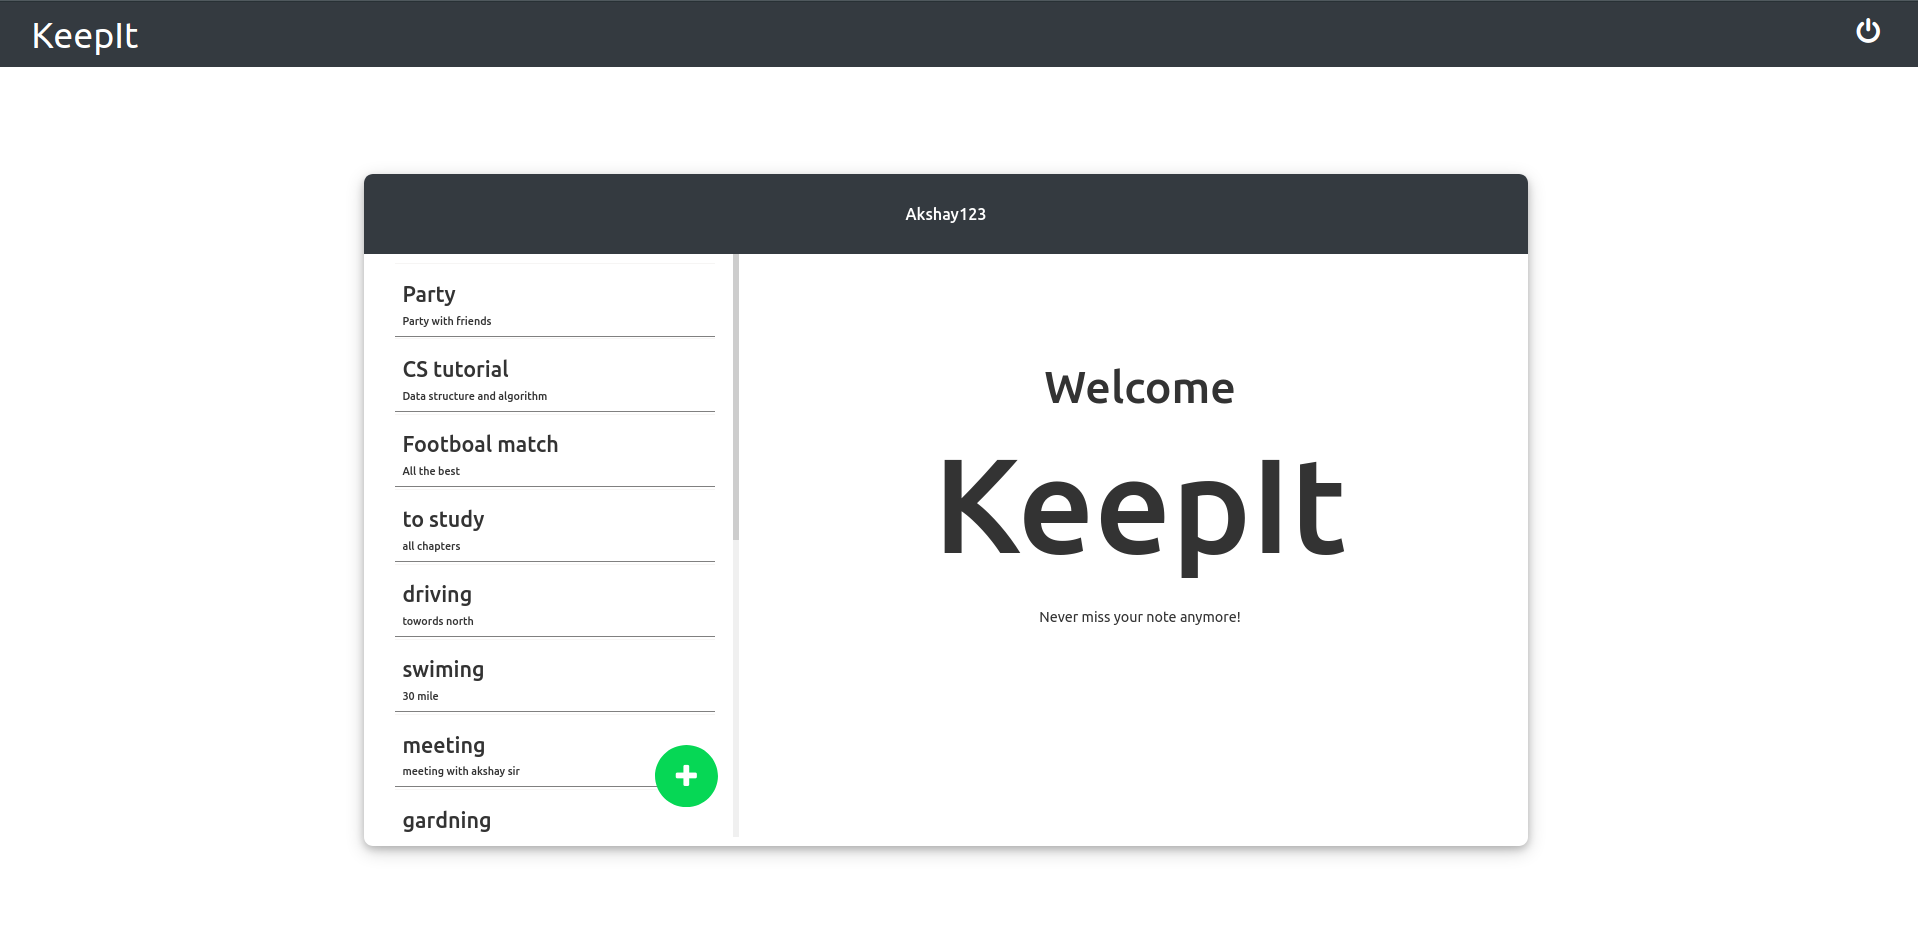 KeepIt
Akshay123
Party
Party with friends
CS tutorial
Data structure and algorithm
Footboal match
All the best
to study
all chapters
driving
towords north
swiming
30 mile
meeting
meeting with akshay sir
gardning
Welcome
KeepIt
Never miss your note anymore!